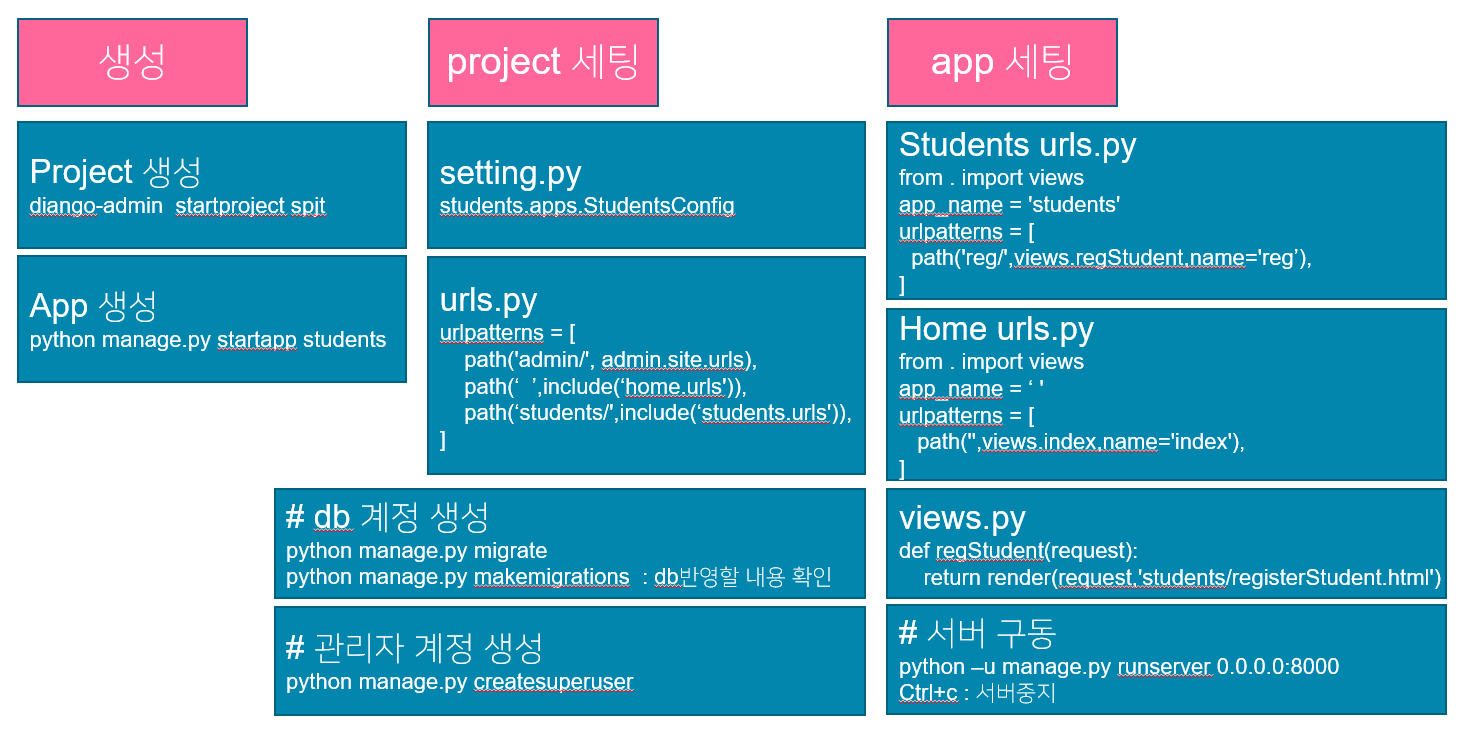 생성
Project 생성
diango-admin  startproject spjt
App 생성
python manage.py startapp students
project 세팅
setting.py
students.apps.StudentsConfig
urls.py
urlpatterns = [
    path('admin/', admin.site.urls),
    path(‘  ’,include(‘home.urls')),
    path(‘students/',include(‘students.urls')),
]
# db 계정 생성
python manage.py migrate
python manage.py makemigrations  : db반영할 내용 확인
# 관리자 계정 생성
python manage.py createsuperuser
app 세팅
Students urls.py
from . import views
app_name = 'students'
urlpatterns = [
  path('reg/',views.regStudent,name='reg’),
]
Home urls.py
from . import views
app_name = ‘ '
urlpatterns = [
   path('',views.index,name='index'),
]
views.py
def regStudent(request):
    return render(request,'students/registerStudent.html')
# 서버 구동
python –u manage.py runserver 0.0.0.0:8000
Ctrl+c : 서버중지